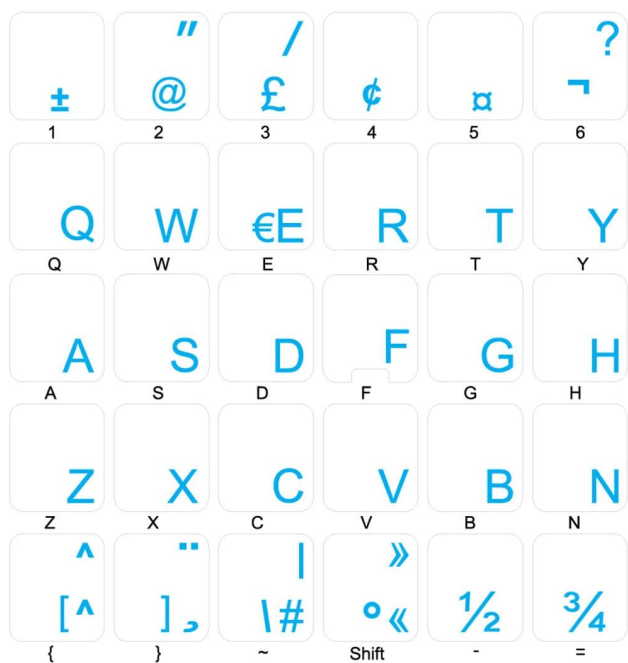 " / ?
± @ £ ¢ ¤ ¬
1 2 3 4 5 6
Q W €E R T Y
Q W E R T Y
A S D F G H
A S D F G H
Z X C V B N
Z X C V B N
^ ¨ | »
[^ ]¸ \# °« ½ ¾
{ } ~ Shift - =